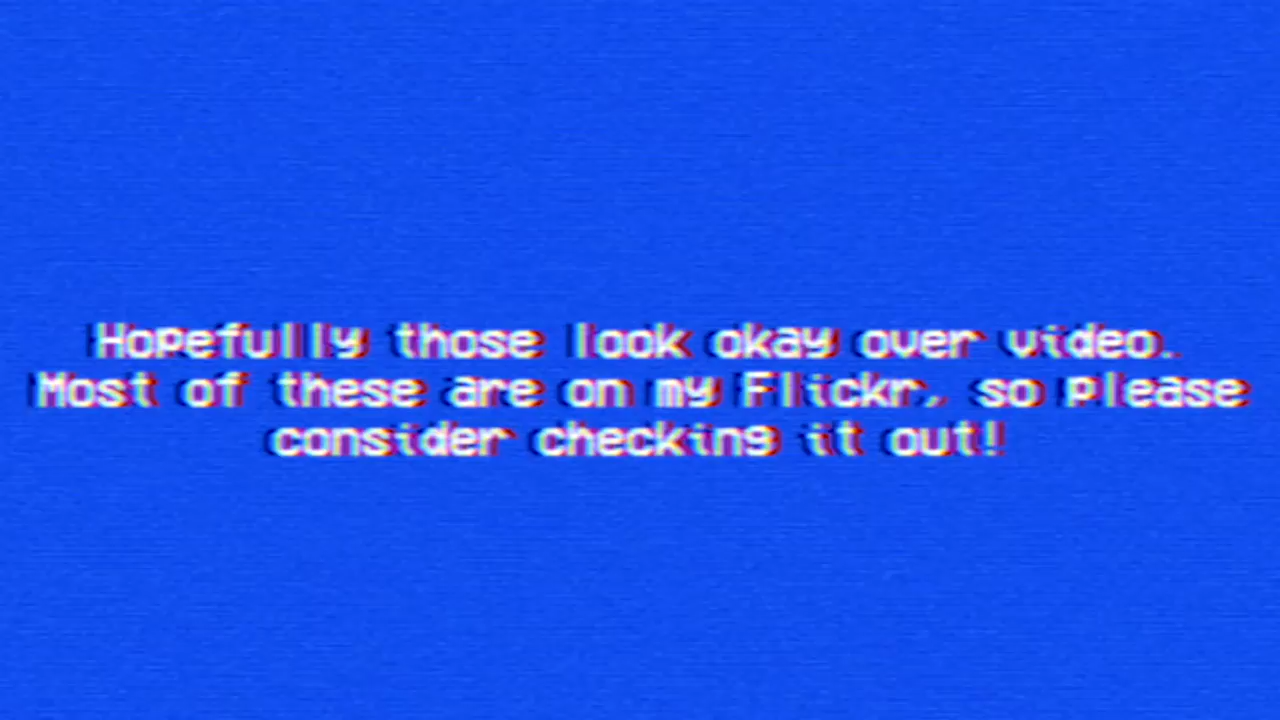 Hopefully those look okay over video.
Most of these are on my Flickr, so please
consider checking it out!